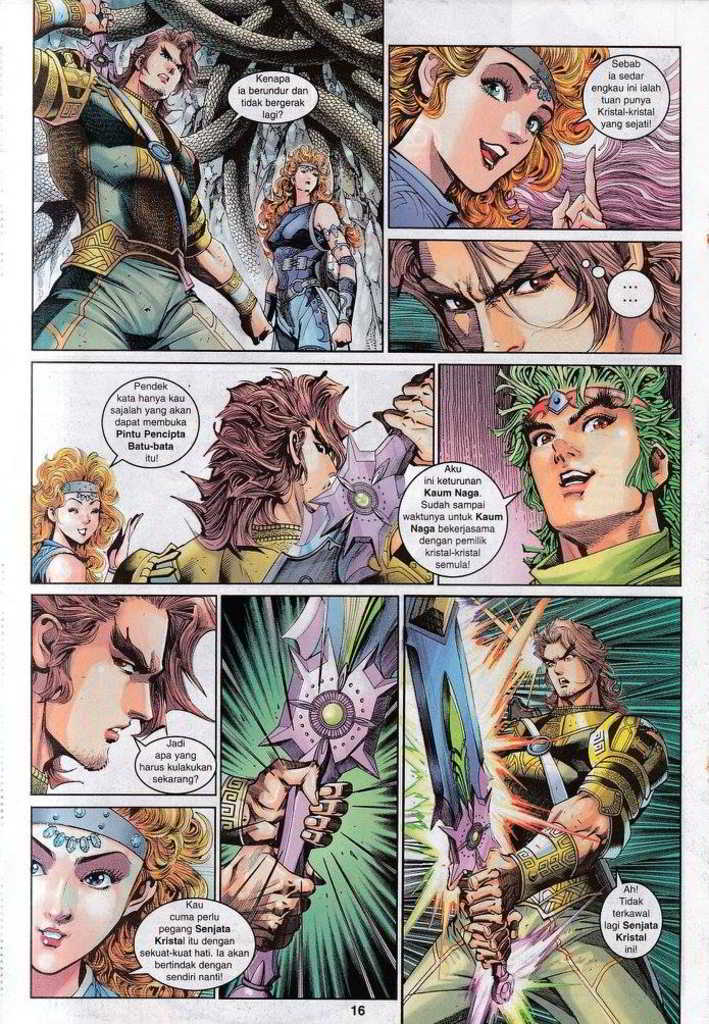 Kenapa
ia berundur dan
tidak bergerak
lagi?
Sebab
ia sedar
engkau ini ialah
tuan punya
Kristal-kristal
yang sejati!
... 
...
Pendek
kata hanya kau
sajalah yang akan
dapat membuka
Pintu Pencipta
Batu-bata
itu!
Aku
ini keturunan
Kaum Naga.
Sudah sampai
waktunya untuk Kaum
Naga bekerjasama
dengan pemilik
kristal-kristal
semula!
Jadi
apa yang
harus kulakukan
sekarang?
Kau
cuma perlu
pegang Senjata
Kristal itu dengan
sekuat-kuat hati. Ia akan
bertindak dengan
sendiri nanti!
Ah!
Tidak
terkawal
lagi Senjata
Kristal
ini!
16